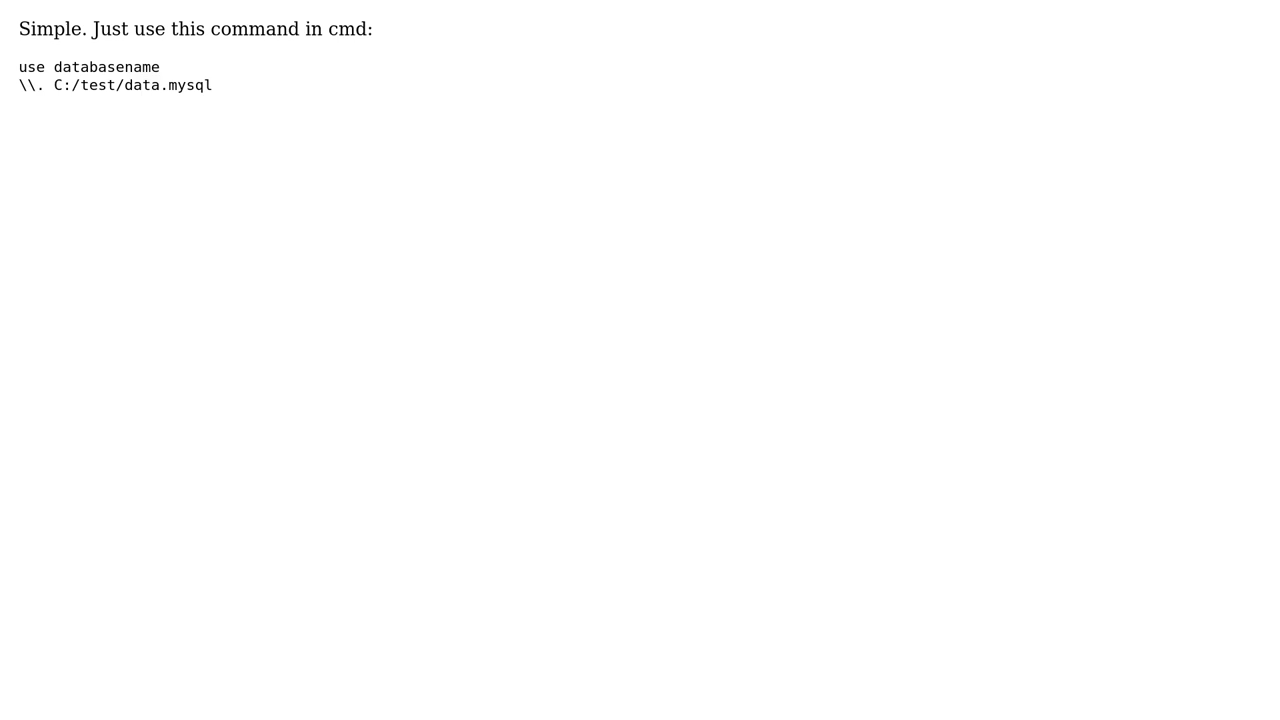 Simple. Just use this command in cmd:
use databasename
\\. C:/test/data.mysql